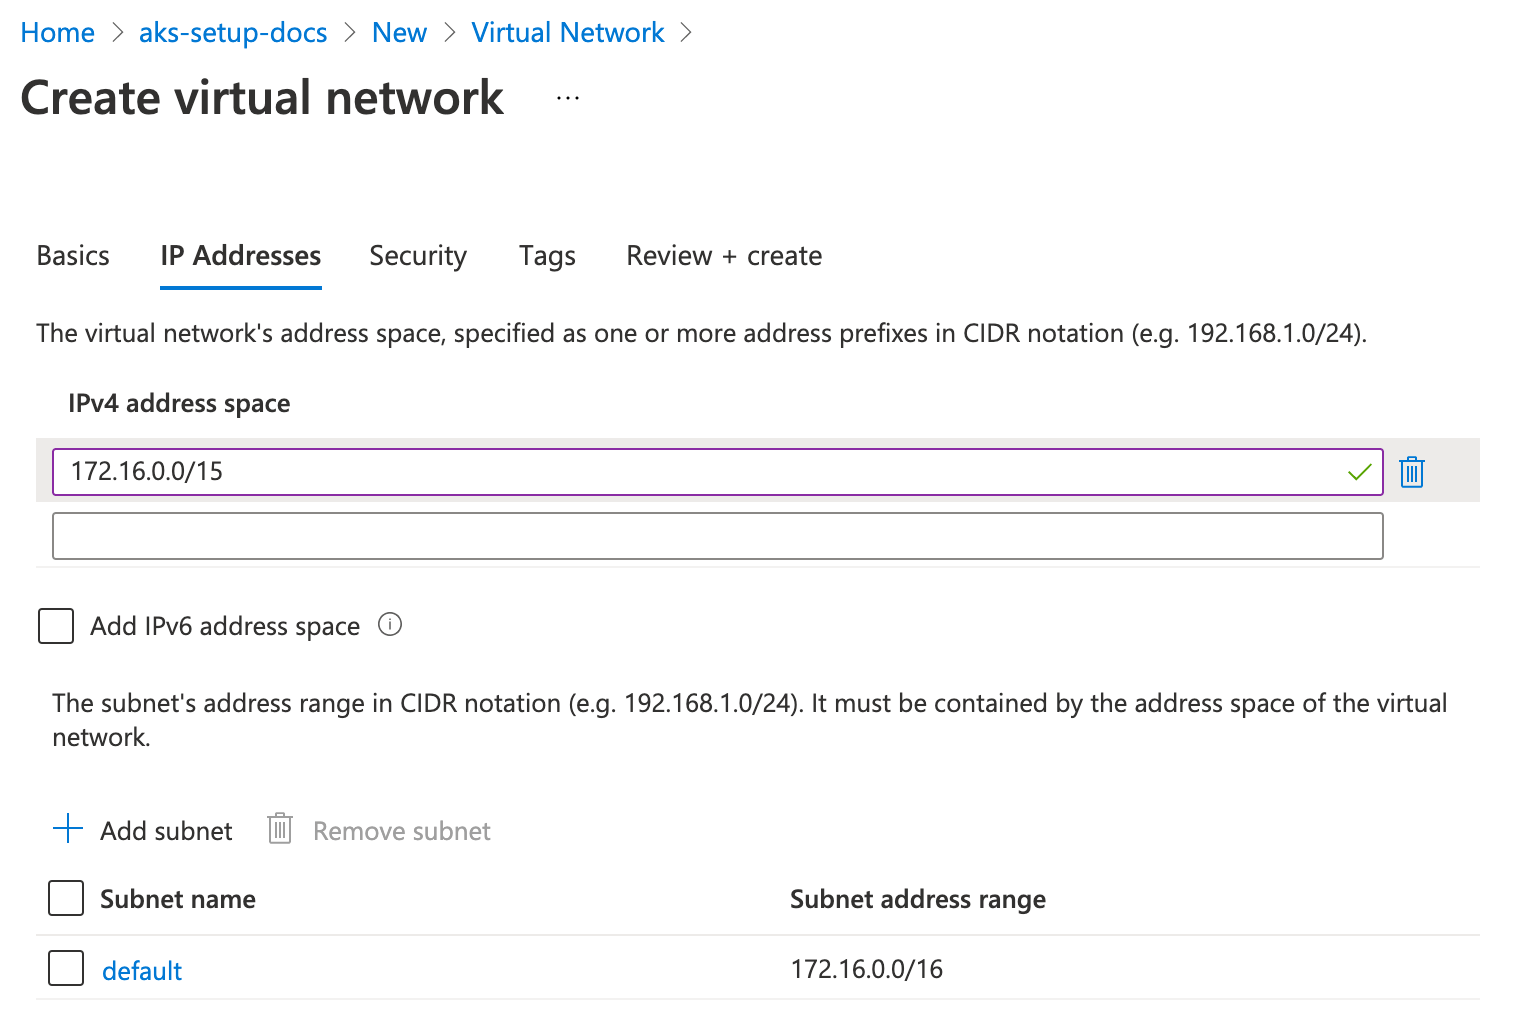 Home > aks-setup-docs > New > Virtual Network >
Create virtual network ...
Basics IP Addresses Security Tags Review + create
The virtual network's address space, specified as one or more address prefixes in CIDR notation (e.g. 192.168.1.0/24).
IPv4 address space
172.16.0.0/15
Add IPv6 address space
The subnet's address range in CIDR notation (e.g. 192.168.1.0/24). It must be contained by the address space of the virtual
network.
Add subnet Remove subnet
Subnet name Subnet address range
default 172.16.0.0/16